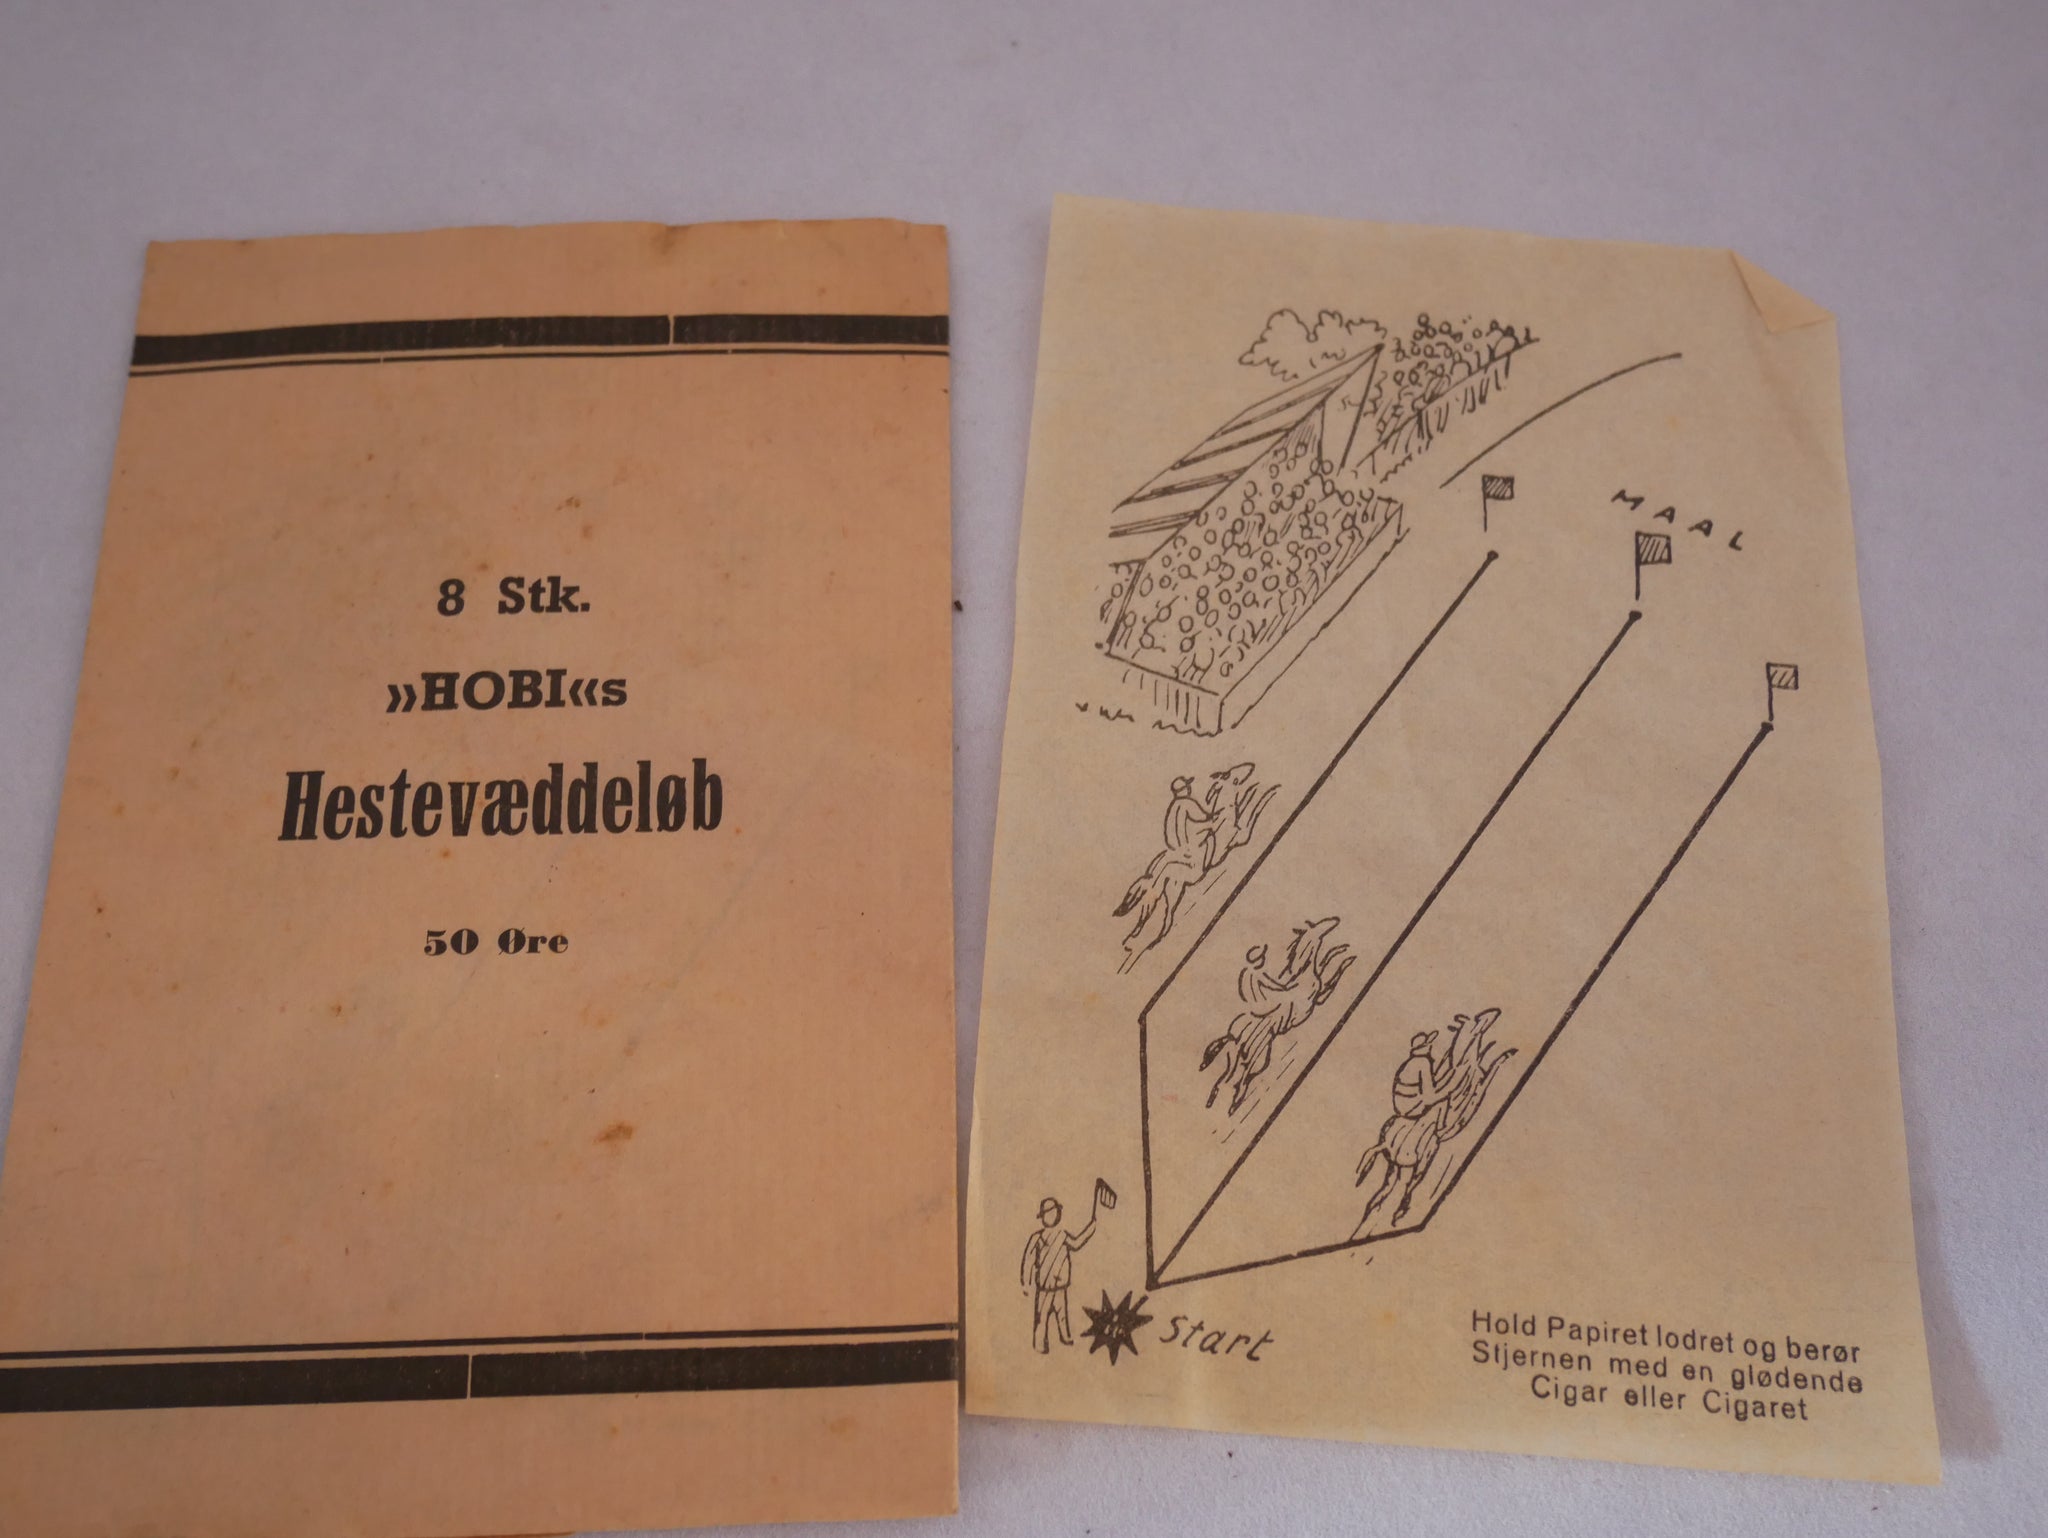 8 Stk.
»HOBI«s
Hestevæddeløb
50 Øre
MAAL
Start
Hold Papiret lodret og berør
Stjernen med en glødende
Cigar eller Cigaret